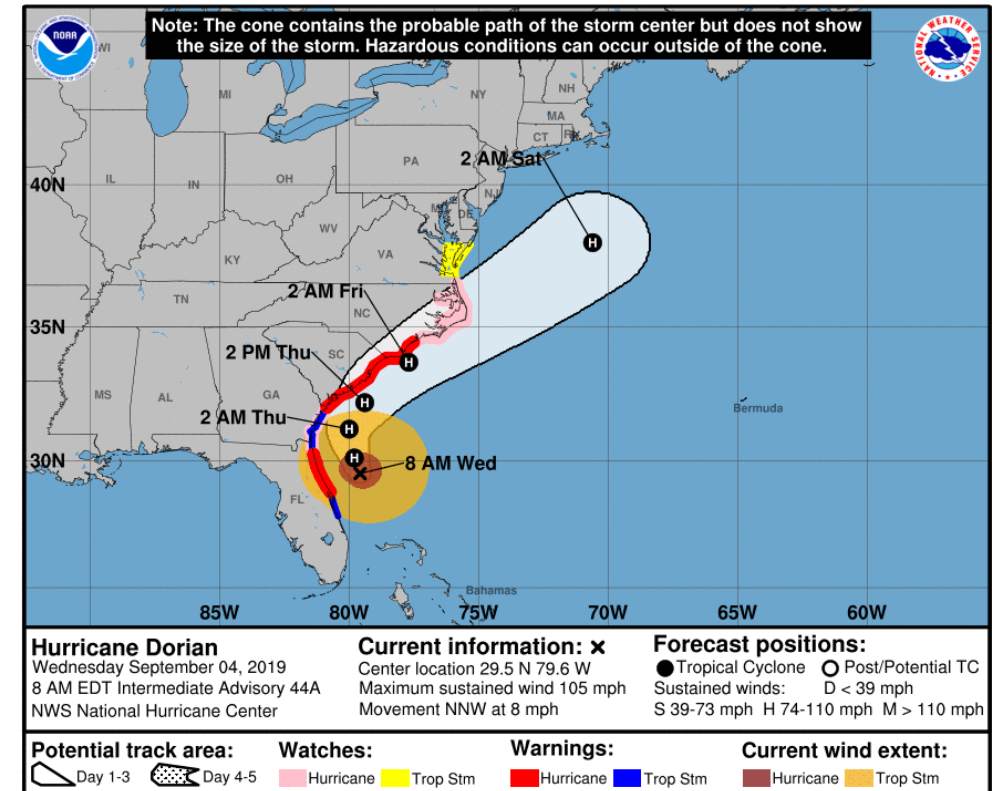 Note: The cone contains the probable path of the storm center but does not show
the size of the storm. Hazardous conditions can occur outside of the cone.
NOAA
NATIONAL WEATHER SERVICE
WI
MI
NY
NH
MA
CT
2 AM Sat
PA
40N
IL
IN
OH
NJ
DE
WV
VA
KY
2 AM Fri
TN
NC
35N
2 PM Thu
SC
MS
AL
GA
2 AM Thu
Bermuda
30N
8 AM Wed
FL
Bahamas
85W
80W
75W
70W
65W
60W
H
H
H
H
H
Hurricane Dorian
Wednesday September 04, 2019
8 AM EDT Intermediate Advisory 44A
NWS National Hurricane Center
Current information: ×
Center location 29.5 N 79.6 W
Maximum sustained wind 105 mph
Movement NNW at 8 mph
Forecast positions:
Tropical Cyclone Post/Potential TC
Sustained winds: D < 39 mph
S 39-73 mph H 74-110 mph M > 110 mph
Potential track area:
Day 1-3 Day 4-5
Watches:
Hurricane Trop Stm
Warnings:
Hurricane Trop Stm
Current wind extent:
Hurricane Trop Stm